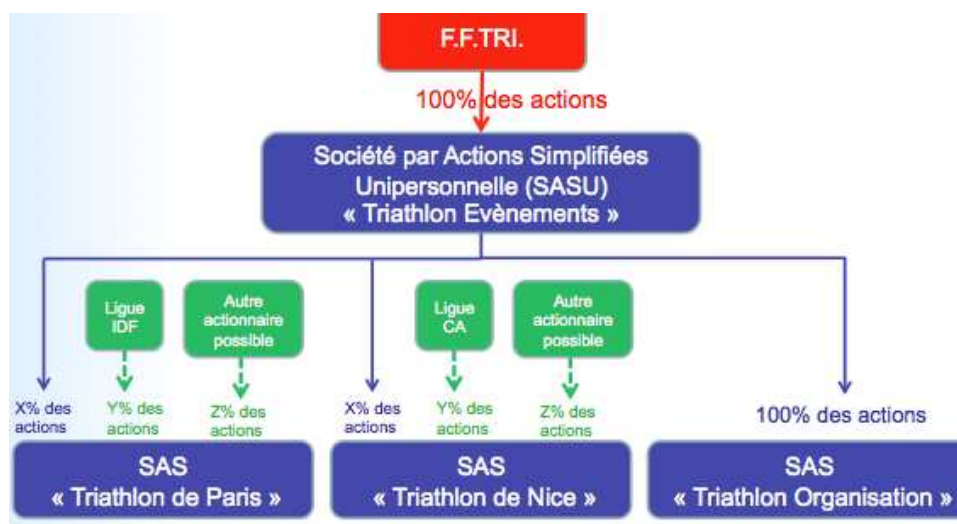 F.F.TRI.
100% des actions
Société par Actions Simplifiées
Unipersonnelle (SASU)
« Triathlon Evènements »
Ligue
IDF
Autre
actionnaire
possible
Ligue
CA
Autre
actionnaire
possible
X% des
actions
Y% des
actions
Z% des
actions
X% des
actions
Y% des
actions
Z% des
actions
100% des actions
SAS
« Triathlon de Paris »
SAS
« Triathlon de Nice »
SAS
« Triathlon Organisation »